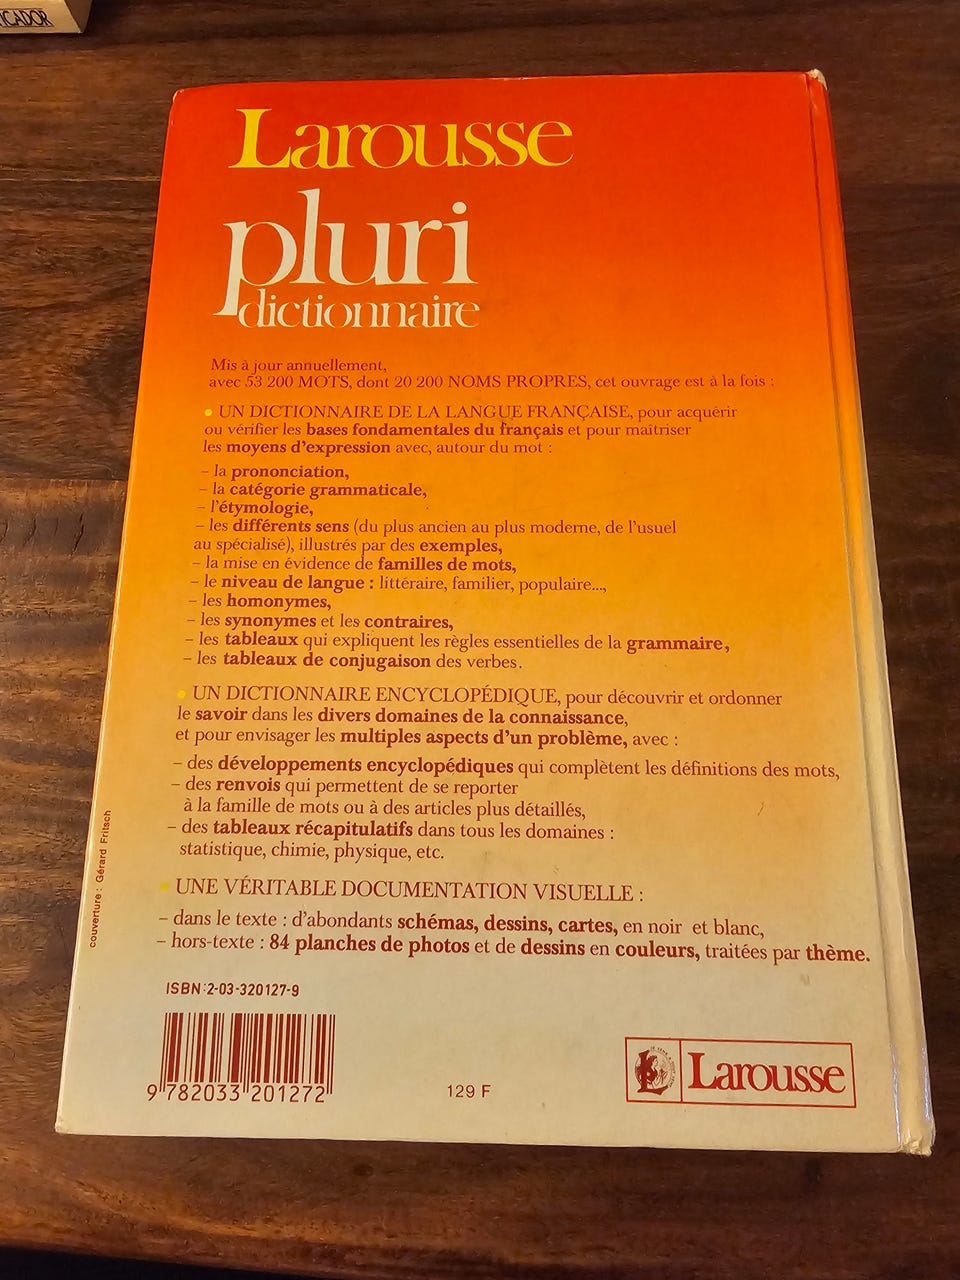 ICADOR
Larousse
pluri
dictionnaire
Mis à jour annuellement,
avec 53 200 MOTS, dont 20 200 NOMS PROPRES, cet ouvrage est à la fois :
• UN DICTIONNAIRE DE LA LANGUE FRANÇAISE, pour acquérir
ou vérifier les bases fondamentales du français et pour maîtriser
les moyens d'expression avec, autour du mot :
– la prononciation,
– la catégorie grammaticale,
– l'étymologie,
– les différents sens (du plus ancien au plus moderne, de l'usuel
au spécialisé), illustrés par des exemples,
– la mise en évidence de familles de mots,
– le niveau de langue : littéraire, familier, populaire...,
– les homonymes,
– les synonymes et les contraires,
– les tableaux qui expliquent les règles essentielles de la grammaire,
– les tableaux de conjugaison des verbes.
• UN DICTIONNAIRE ENCYCLOPÉDIQUE, pour découvrir et ordonner
le savoir dans les divers domaines de la connaissance,
et pour envisager les multiples aspects d'un problème, avec :
– des développements encyclopédiques qui complètent les définitions des mots,
– des renvois qui permettent de se reporter
à la famille de mots ou à des articles plus détaillés,
– des tableaux récapitulatifs dans tous les domaines :
statistique, chimie, physique, etc.
• UNE VÉRITABLE DOCUMENTATION VISUELLE :
– dans le texte : d'abondants schémas, dessins, cartes, en noir et blanc,
– hors-texte : 84 planches de photos et de dessins en couleurs, traitées par thème.
couverture : Gérard Fritsch
ISBN:2-03-320127-9
9 782033 201272
129 F
Larousse